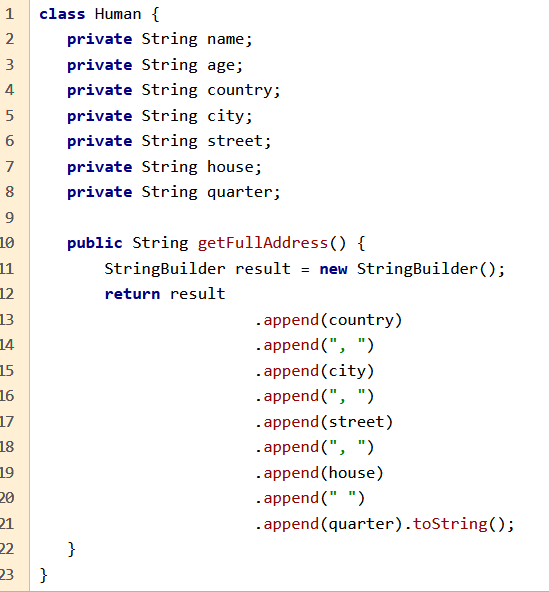 1 class Human {
2     private String name;
3     private String age;
4     private String country;
5     private String city;
6     private String street;
7     private String house;
8     private String quarter;
9
10     public String getFullAddress() {
11         StringBuilder result = new StringBuilder();
12         return result
13                         .append(country)
14                         .append(", ")
15                         .append(city)
16                         .append(", ")
17                         .append(street)
18                         .append(", ")
19                         .append(house)
20                         .append(" ")
21                         .append(quarter).toString();
22     }
23 }